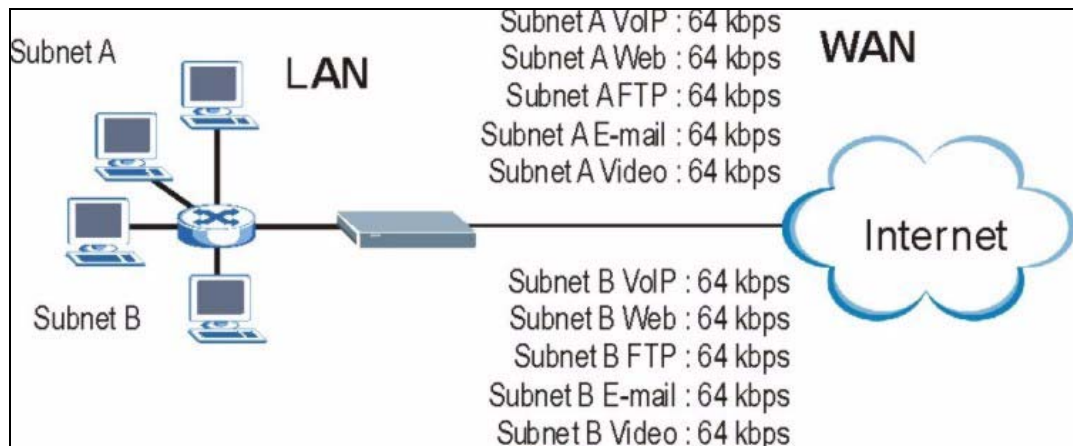 Subnet A
LAN
Subnet A VoIP : 64 kbps
Subnet A Web : 64 kbps
Subnet A FTP : 64 kbps
Subnet A E-mail : 64 kbps
Subnet A Video : 64 kbps
WAN
Internet
Subnet B
Subnet B VoIP : 64 kbps
Subnet B Web : 64 kbps
Subnet B FTP : 64 kbps
Subnet B E-mail : 64 kbps
Subnet B Video : 64 kbps